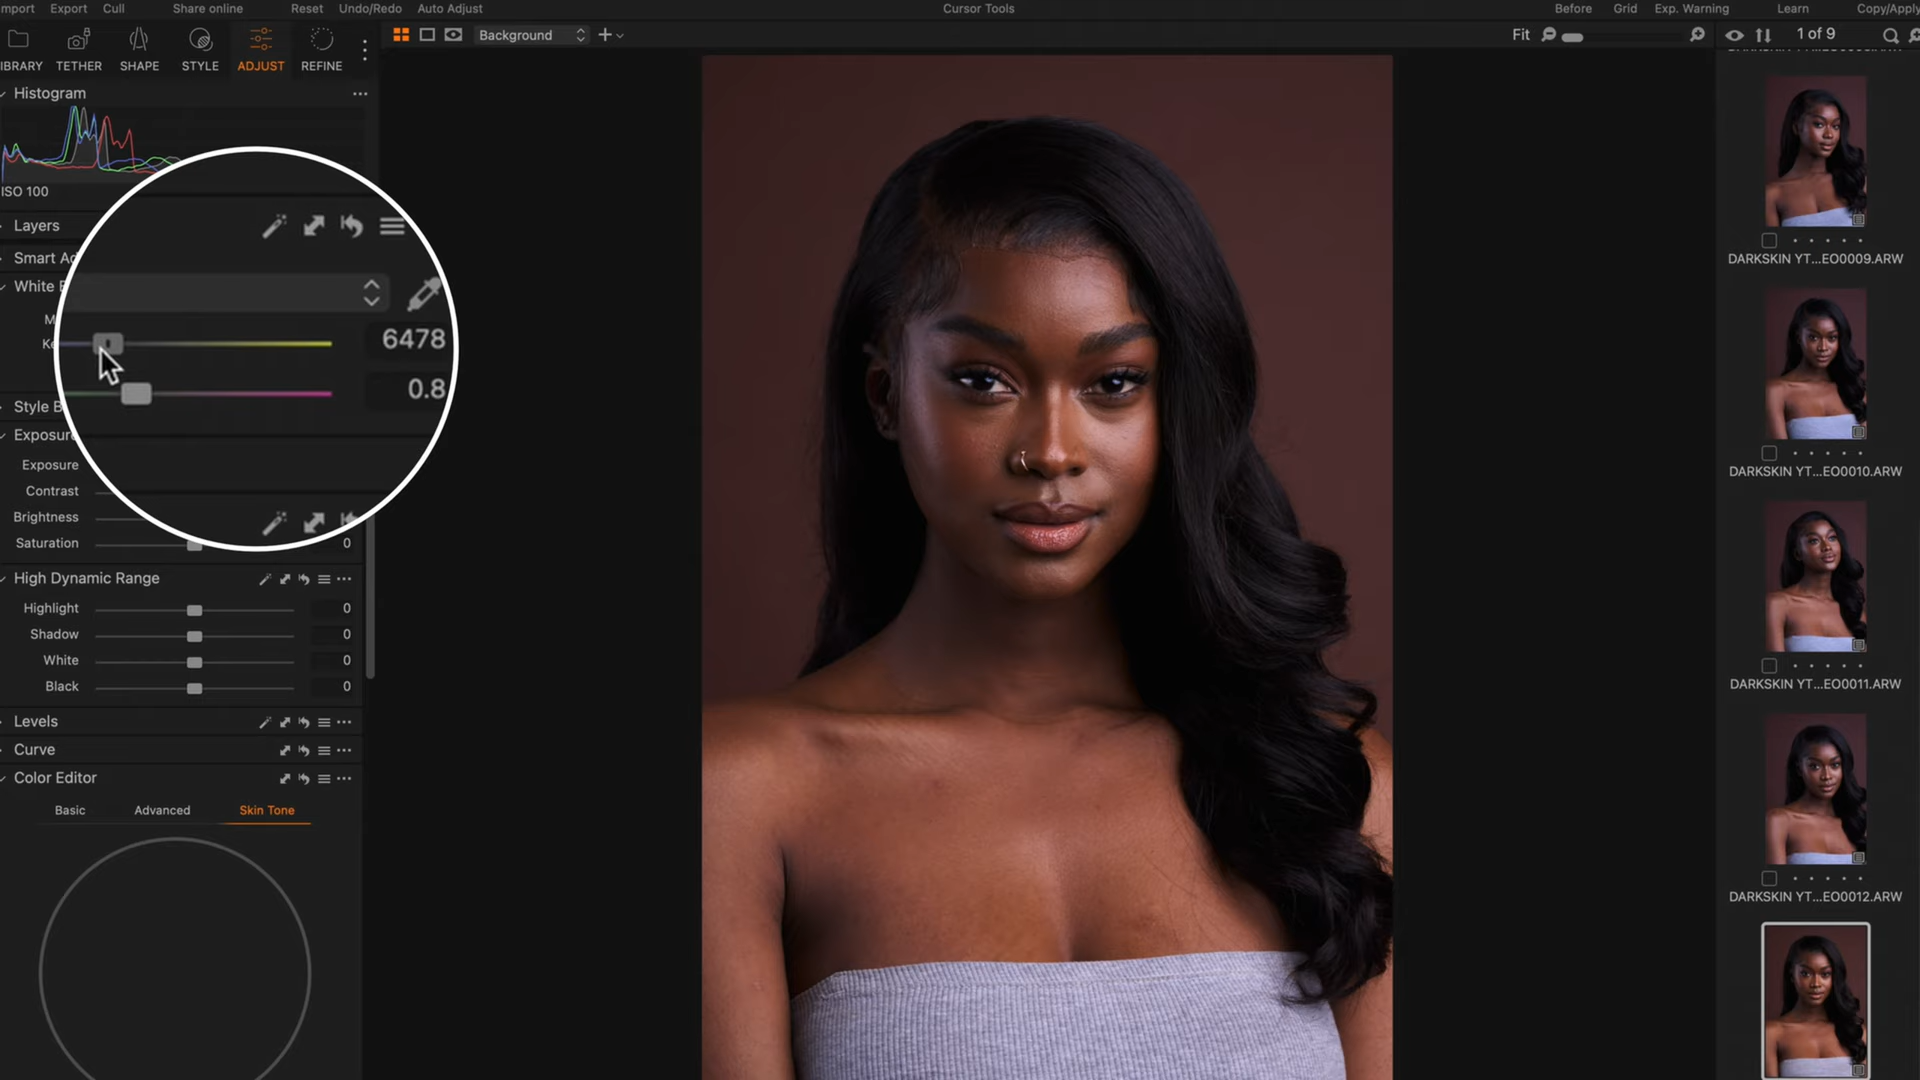 mport Export Cull Share online Reset Undo/Redo Auto Adjust Cursor Tools Before Grid Exp. Warning Learn Copy/Apply
IBRARY TETHER SHAPE STYLE ADJUST REFINE
Background
Fit
1 of 9
Histogram
ISO 100
Layers
Smart Ad
White B
M
Ke
6478
0.8
Style B
Exposure
Exposure
Contrast
Brightness
Saturation 0
High Dynamic Range
Highlight 0
Shadow 0
White 0
Black 0
Levels
Curve
Color Editor
Basic Advanced Skin Tone
DARKSKIN YT...EO0009.ARW
DARKSKIN YT...EO0010.ARW
DARKSKIN YT...EO0011.ARW
DARKSKIN YT...EO0012.ARW